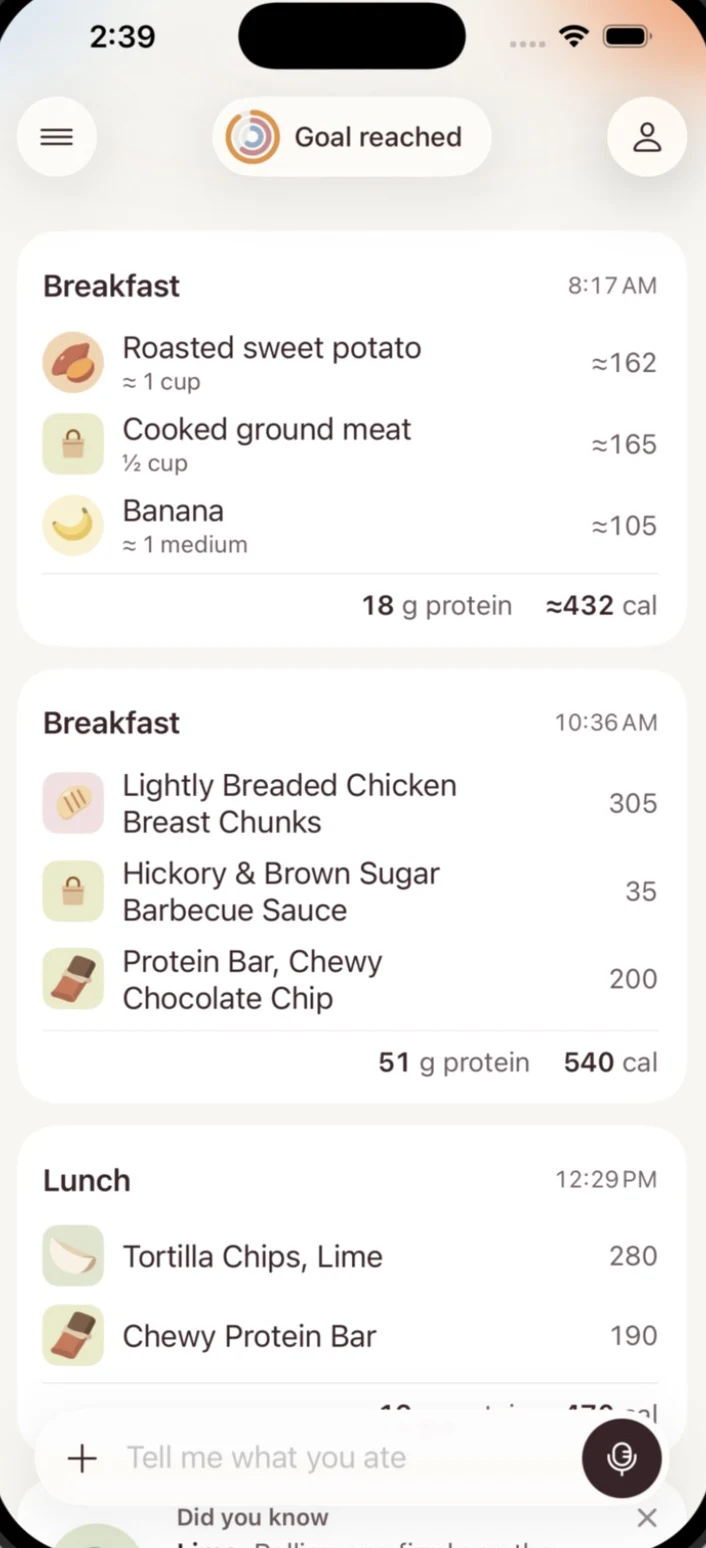 2:39
Goal reached
Breakfast 8:17 AM
Roasted sweet potato ≈162
≈ 1 cup
Cooked ground meat ≈165
½ cup
Banana ≈105
≈ 1 medium
18 g protein ≈432 cal
Breakfast 10:36 AM
Lightly Breaded Chicken
Breast Chunks 305
Hickory & Brown Sugar
Barbecue Sauce 35
Protein Bar, Chewy
Chocolate Chip 200
51 g protein 540 cal
Lunch 12:29 PM
Tortilla Chips, Lime 280
Chewy Protein Bar 190
470 cal
Tell me what you ate
Did you know